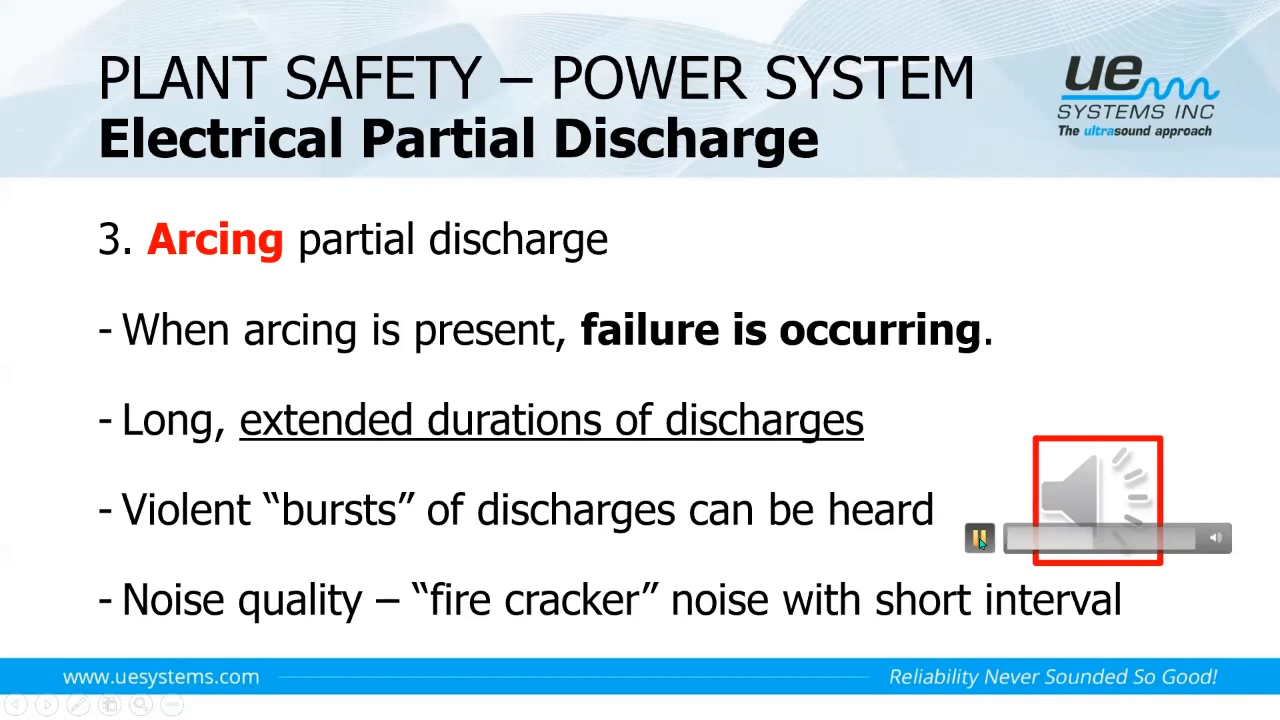 PLANT SAFETY – POWER SYSTEM
Electrical Partial Discharge
ue
SYSTEMS INC
The ultrasound approach
3. Arcing partial discharge
- When arcing is present, failure is occurring.
- Long, extended durations of discharges
- Violent “bursts” of discharges can be heard
- Noise quality – “fire cracker” noise with short interval
www.uesystems.com
Reliability Never Sounded So Good!